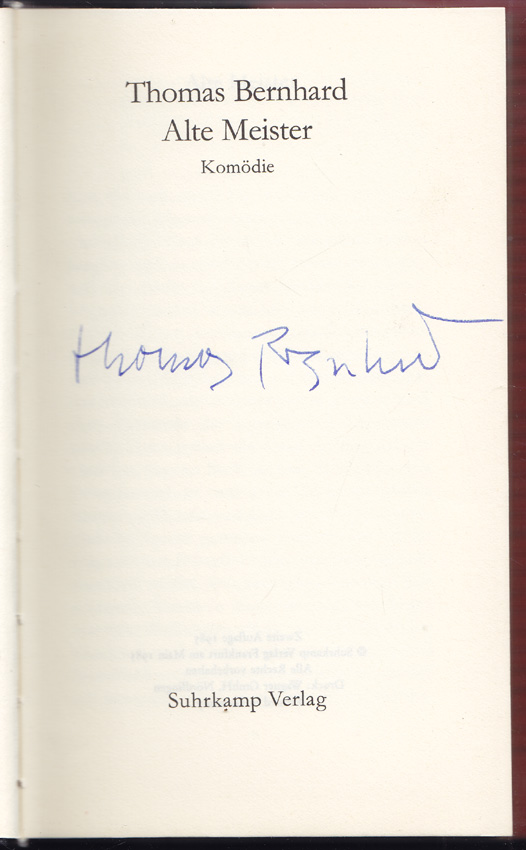 Thomas Bernhard
Alte Meister
Komödie
Thomas Bernhard
Suhrkamp Verlag